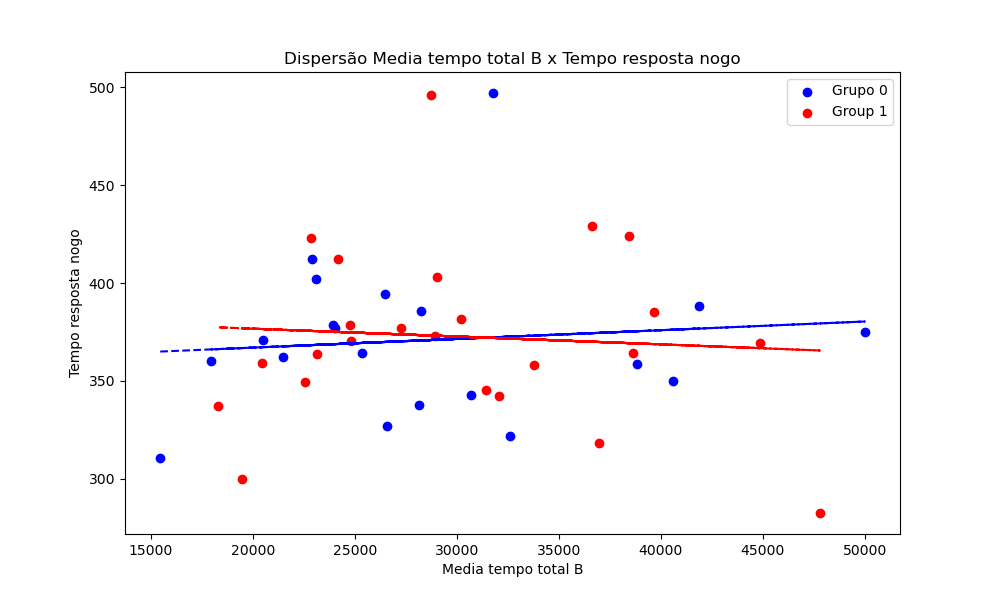 Dispersão Media tempo total B x Tempo resposta nogo
Grupo 0
Group 1
500
450
400
350
300
Tempo resposta nogo
15000 20000 25000 30000 35000 40000 45000 50000
Media tempo total B